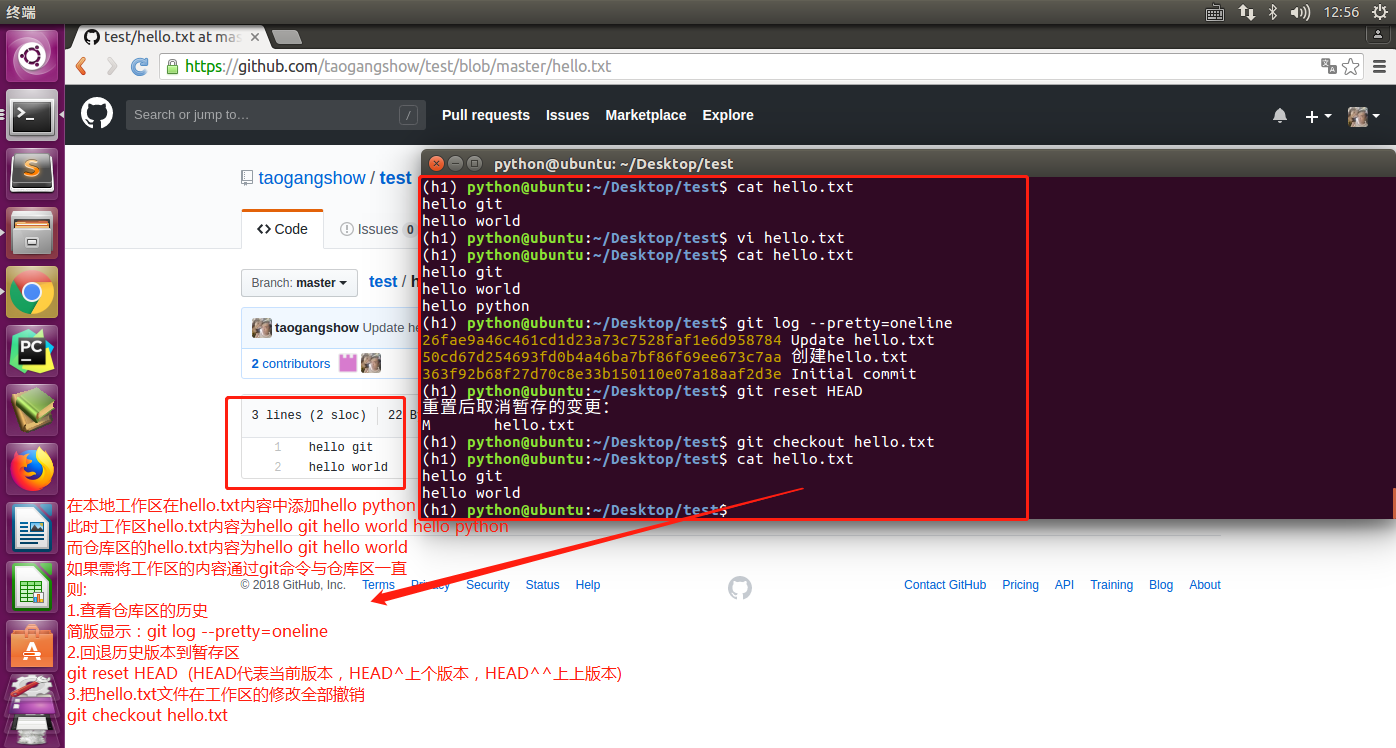 终端
12:56
test/hello.txt at mas
https://github.com/taogangshow/test/blob/master/hello.txt
Search or jump to…
/
Pull requests Issues Marketplace Explore
taogangshow / test
<> Code
Issues 0
Branch: master
test /
taogangshow Update he
2 contributors
3 lines (2 sloc)
22 B
1 hello git
2 hello world
python@ubuntu: ~/Desktop/test
(h1) python@ubuntu:~/Desktop/test$ cat hello.txt
hello git
hello world
(h1) python@ubuntu:~/Desktop/test$ vi hello.txt
(h1) python@ubuntu:~/Desktop/test$ cat hello.txt
hello git
hello world
hello python
(h1) python@ubuntu:~/Desktop/test$ git log --pretty=oneline
26fae9a46c461cd1d23a73c7528faf1e6d958784 Update hello.txt
50cd67d254693fd0b4a46ba7bf86f69ee673c7aa 创建hello.txt
363f92b68f27d70c8e33b150110e07a18aaf2d3e Initial commit
(h1) python@ubuntu:~/Desktop/test$ git reset HEAD
重置后取消暂存的变更：
M hello.txt
(h1) python@ubuntu:~/Desktop/test$ git checkout hello.txt
(h1) python@ubuntu:~/Desktop/test$ cat hello.txt
hello git
hello world
(h1) python@ubuntu:~/Desktop/test$
在本地工作区在hello.txt内容中添加hello python
此时工作区hello.txt内容为hello git hello world hello python
而仓库区的hello.txt内容为hello git hello world
如果需将工作区的内容通过git命令与仓库区一直
© 2018 GitHub, Inc. Terms Privacy Security Status Help
Contact GitHub Pricing API Training Blog About
则:
1.查看仓库区的历史
简版显示：git log --pretty=oneline
2.回退历史版本到暂存区
git reset HEAD (HEAD代表当前版本，HEAD^上个版本，HEAD^^上上版本)
3.把hello.txt文件在工作区的修改全部撤销
git checkout hello.txt